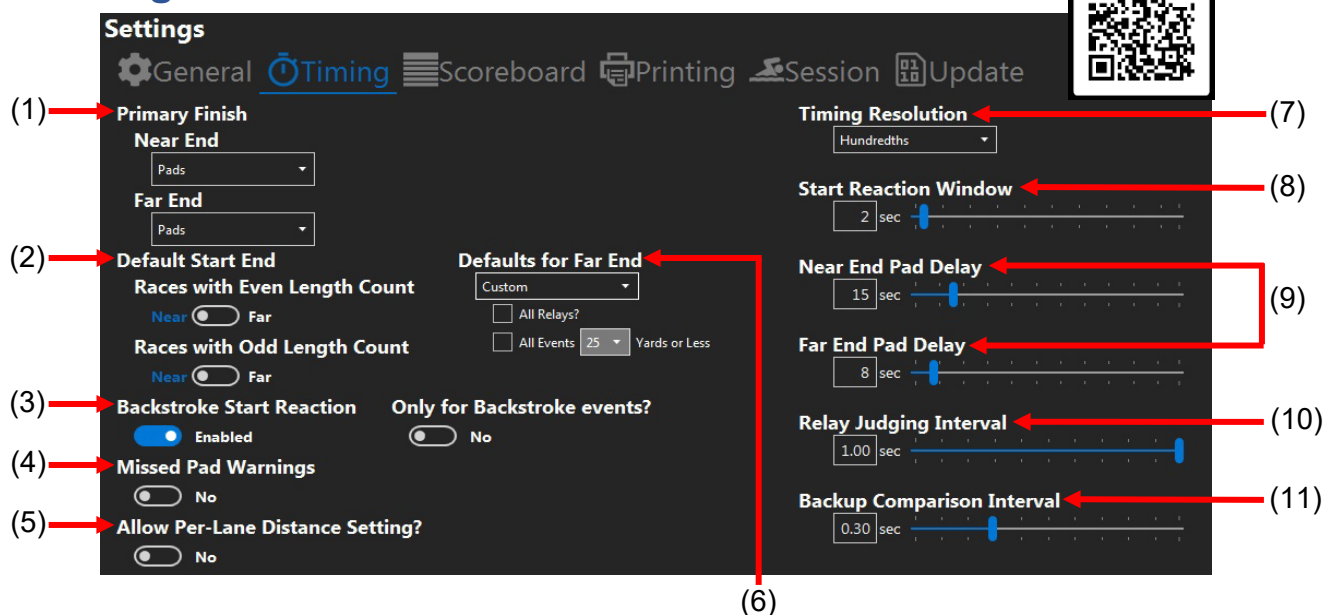 Settings
General Timing Scoreboard Printing Session Update
(1) Primary Finish
Near End
Pads
Far End
Pads
(2) Default Start End
Races with Even Length Count
Near Far
Races with Odd Length Count
Near Far
(3) Backstroke Start Reaction Only for Backstroke events?
Enabled No
(4) Missed Pad Warnings
No
(5) Allow Per-Lane Distance Setting?
No
Defaults for Far End
Custom
All Relays?
All Events 25 Yards or Less
(6)
Timing Resolution (7)
Hundredths
Start Reaction Window (8)
2 sec
Near End Pad Delay
15 sec (9)
Far End Pad Delay
8 sec
Relay Judging Interval (10)
1.00 sec
Backup Comparison Interval (11)
0.30 sec